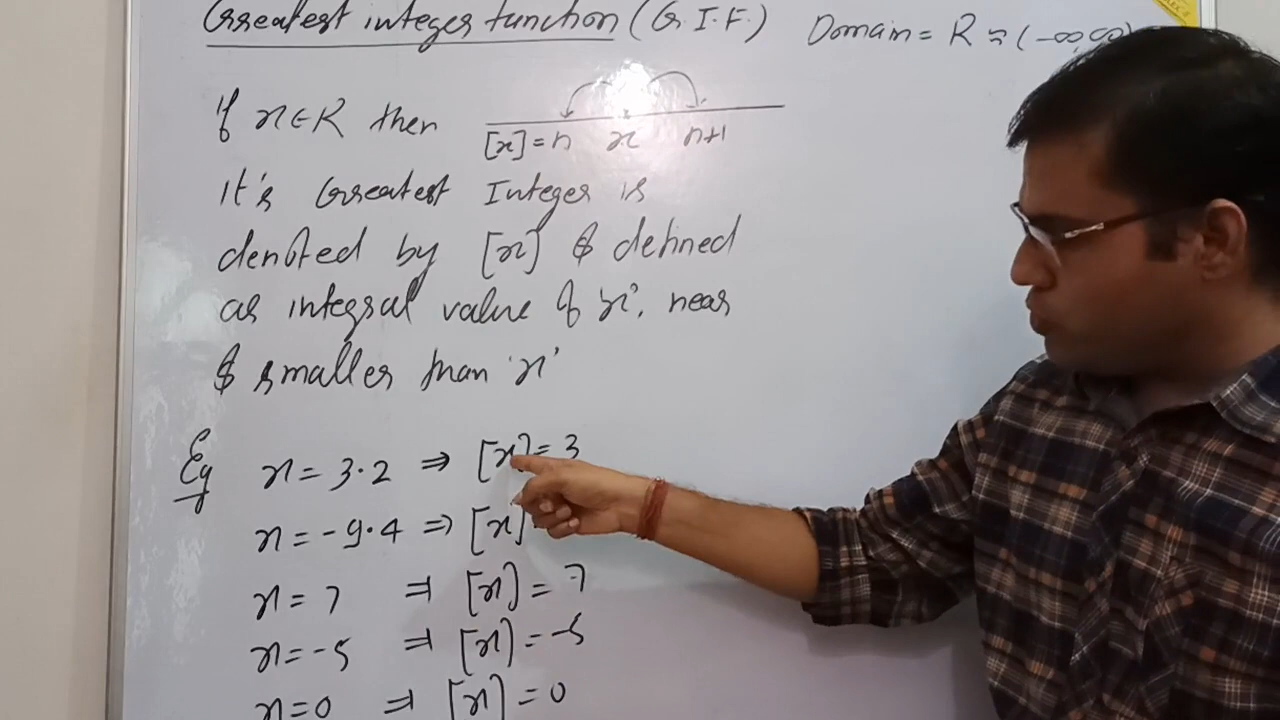 Greatest integer function (G.I.F.) Domain = R ≈ (-∞,∞)
If x∈R then
[x]=n x n+1
It's Greatest Integer is
denoted by [x] & defined
as integral value of 'x', near
& smaller than 'x'
Eg x = 3.2 ⇒ [x] = 3
x = -9.4 ⇒ [x]
x = 7 ⇒ [x] = 7
x = -5 ⇒ [x] = -5
x = 0 ⇒ [x] = 0